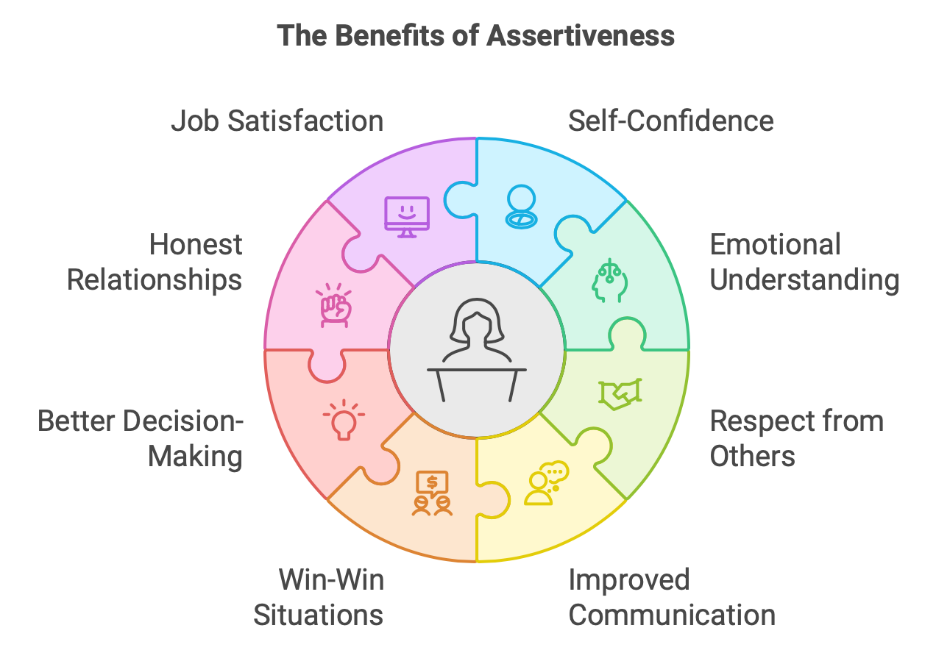 The Benefits of Assertiveness
Job Satisfaction
Self-Confidence
Honest
Relationships
Emotional
Understanding
Better Decision-
Making
Respect from
Others
Win-Win
Situations
Improved
Communication
$